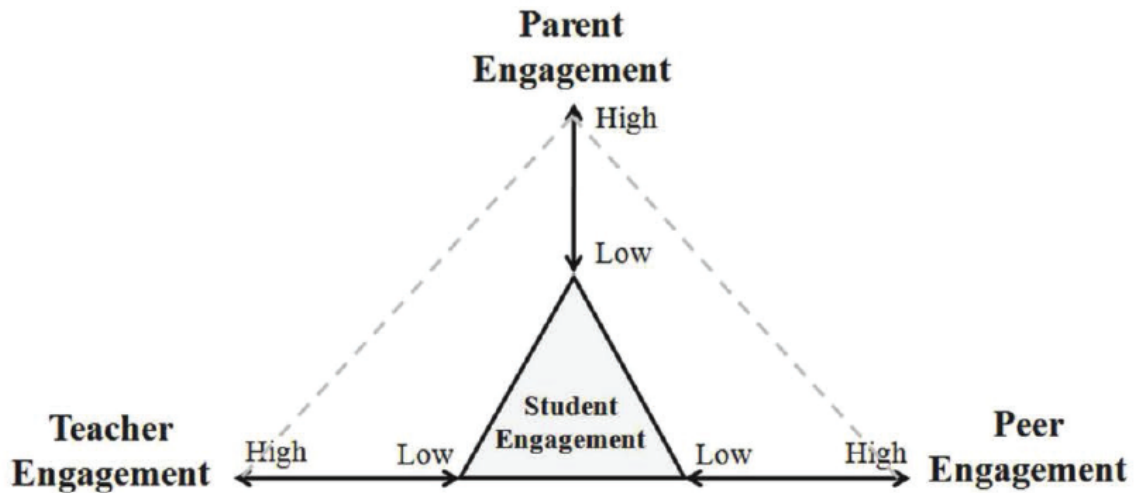 Parent
Engagement
High
Low
Student
Engagement
Teacher
Engagement
High
Low
Low
High
Peer
Engagement